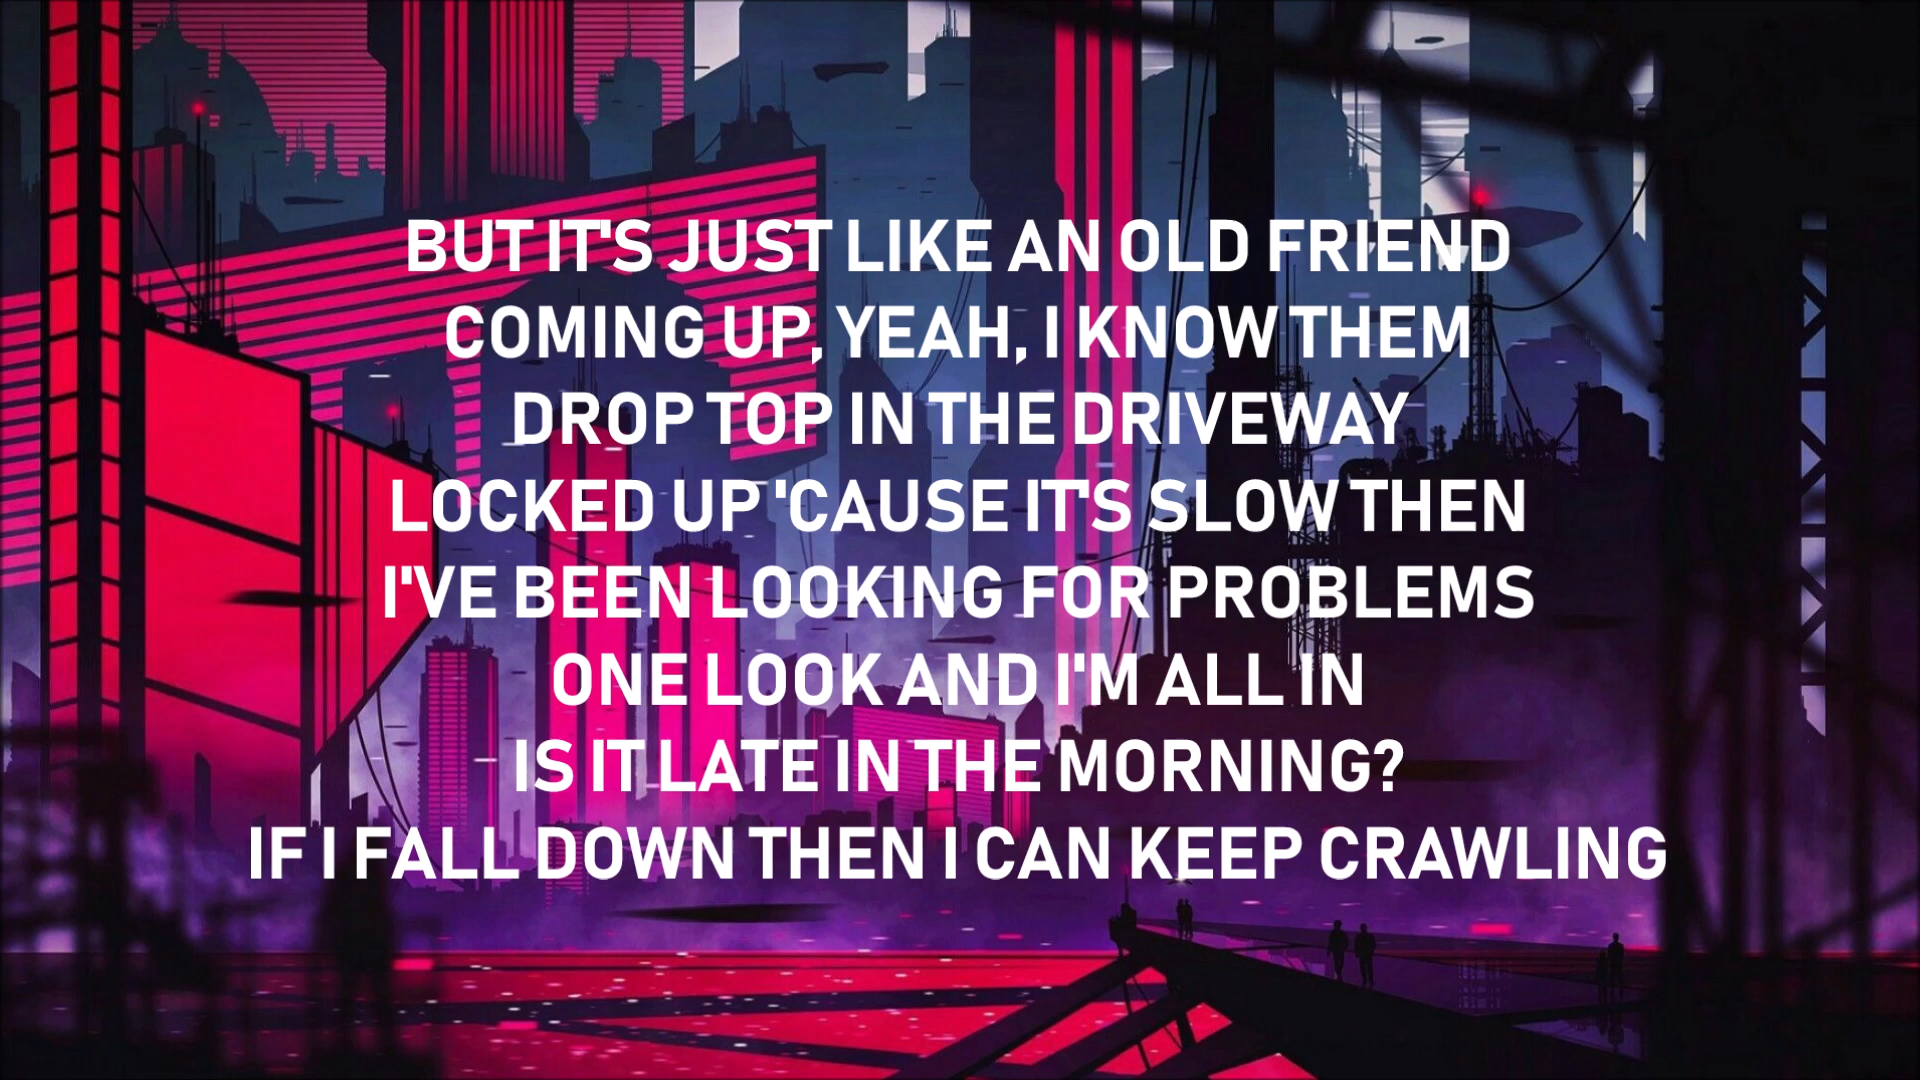 BUT IT'S JUST LIKE AN OLD FRIEND
COMING UP, YEAH, I KNOW THEM
DROP TOP IN THE DRIVEWAY
LOCKED UP 'CAUSE IT'S SLOW THEN
I'VE BEEN LOOKING FOR PROBLEMS
ONE LOOK AND I'M ALL IN
IS IT LATE IN THE MORNING?
IF I FALL DOWN THEN I CAN KEEP CRAWLING